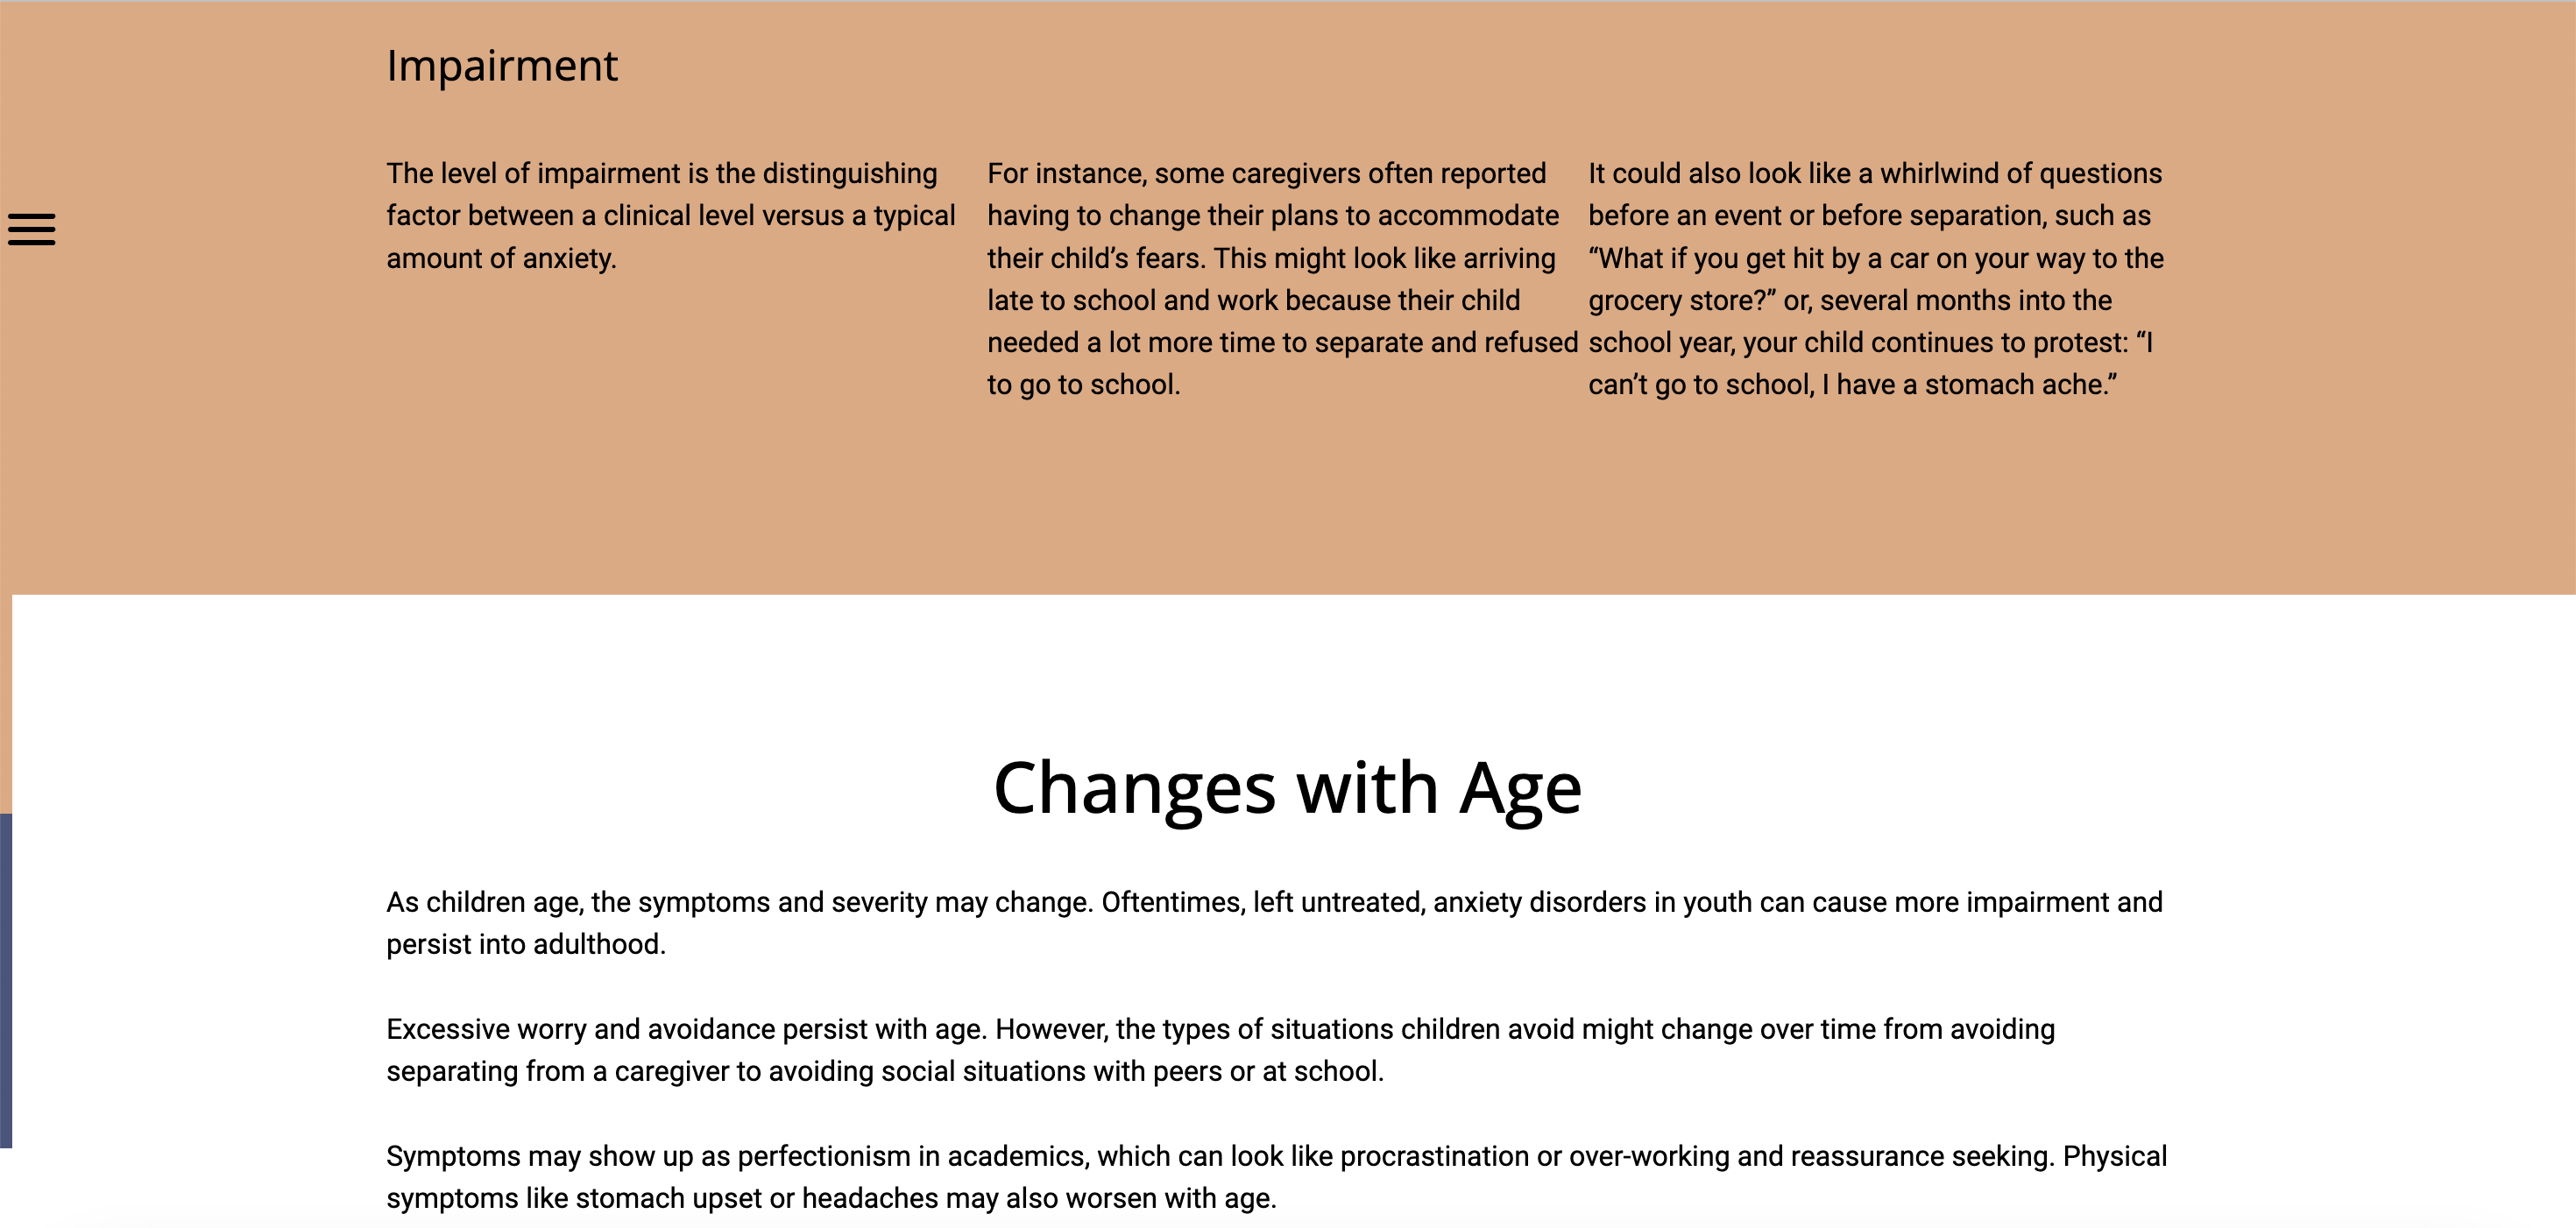 Impairment
The level of impairment is the distinguishing
factor between a clinical level versus a typical
amount of anxiety.
For instance, some caregivers often reported
having to change their plans to accommodate
their child’s fears. This might look like arriving
late to school and work because their child
needed a lot more time to separate and refused
to go to school.
It could also look like a whirlwind of questions
before an event or before separation, such as
“What if you get hit by a car on your way to the
grocery store?” or, several months into the
school year, your child continues to protest: “I
can’t go to school, I have a stomach ache.”
Changes with Age
As children age, the symptoms and severity may change. Oftentimes, left untreated, anxiety disorders in youth can cause more impairment and
persist into adulthood.
Excessive worry and avoidance persist with age. However, the types of situations children avoid might change over time from avoiding
separating from a caregiver to avoiding social situations with peers or at school.
Symptoms may show up as perfectionism in academics, which can look like procrastination or over-working and reassurance seeking. Physical
symptoms like stomach upset or headaches may also worsen with age.